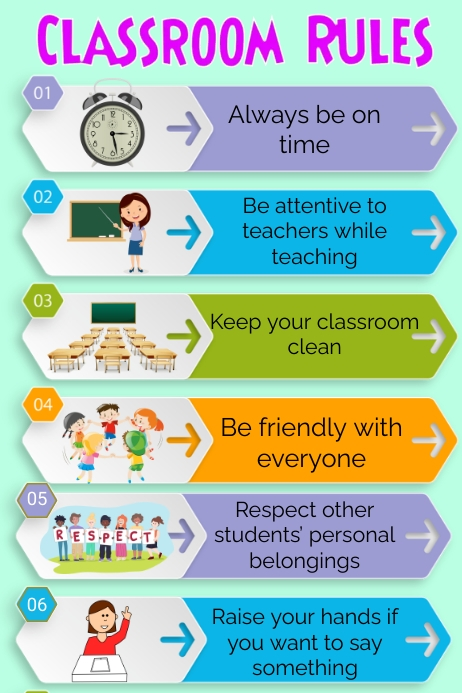 CLASSROOM RULES
01
Always be on
time
02
Be attentive to
teachers while
teaching
03
Keep your classroom
clean
04
Be friendly with
everyone
05
RESPECT
Respect other
students' personal
belongings
06
Raise your hands if
you want to say
something